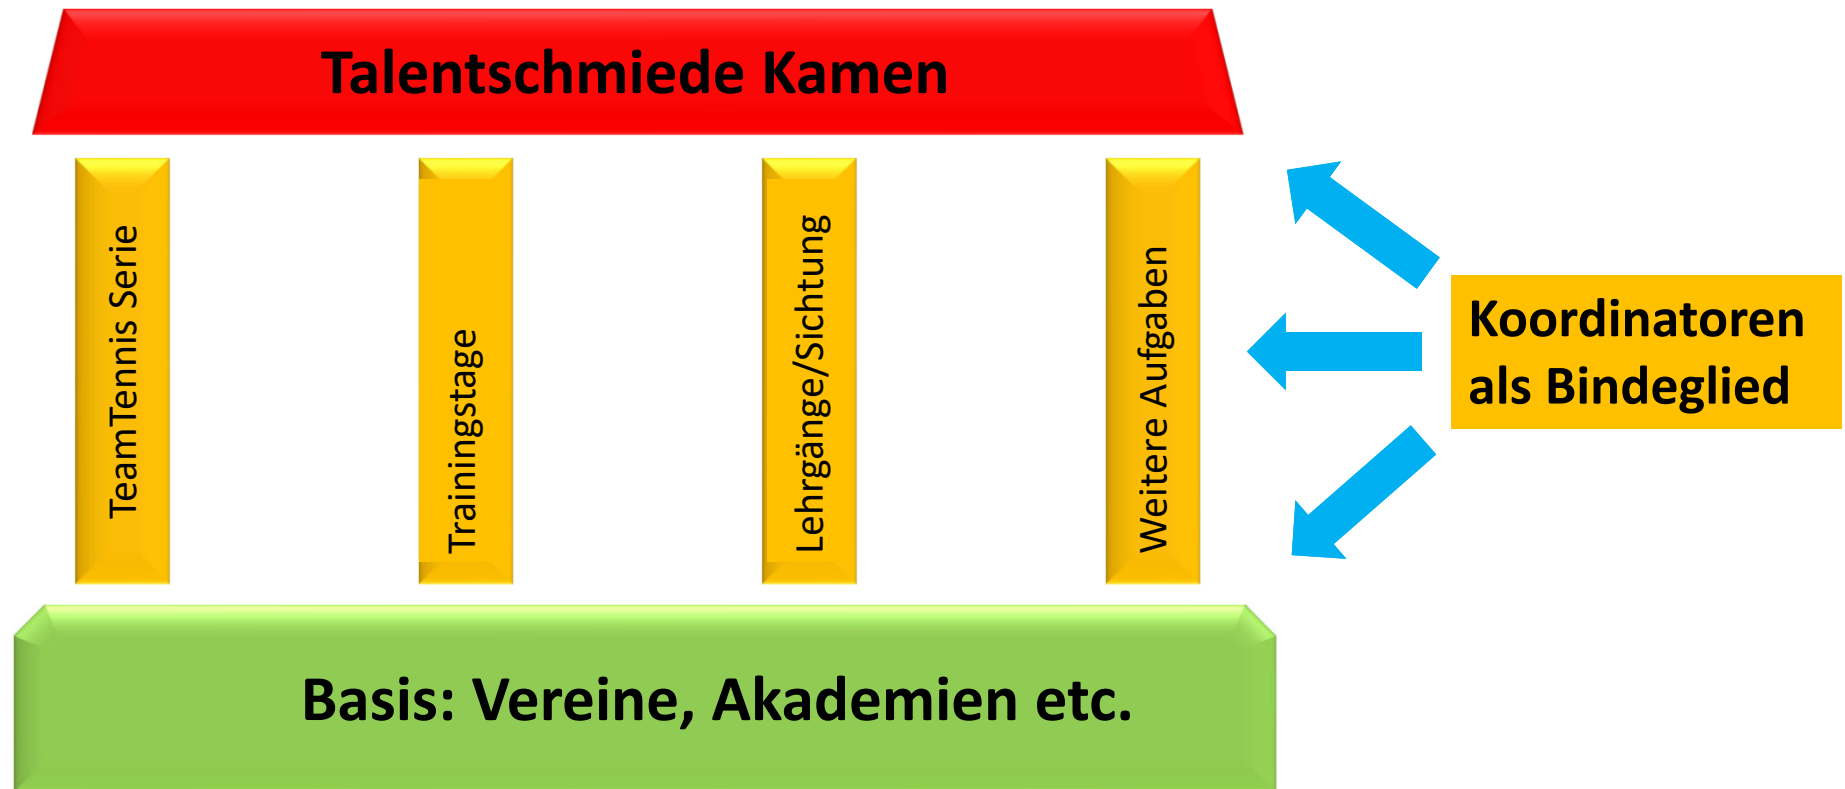 Talentschmiede Kamen
TeamTennis Serie
Trainingstage
Lehrgänge/Sichtung
Weitere Aufgaben
Koordinatoren
als Bindeglied
Basis: Vereine, Akademien etc.